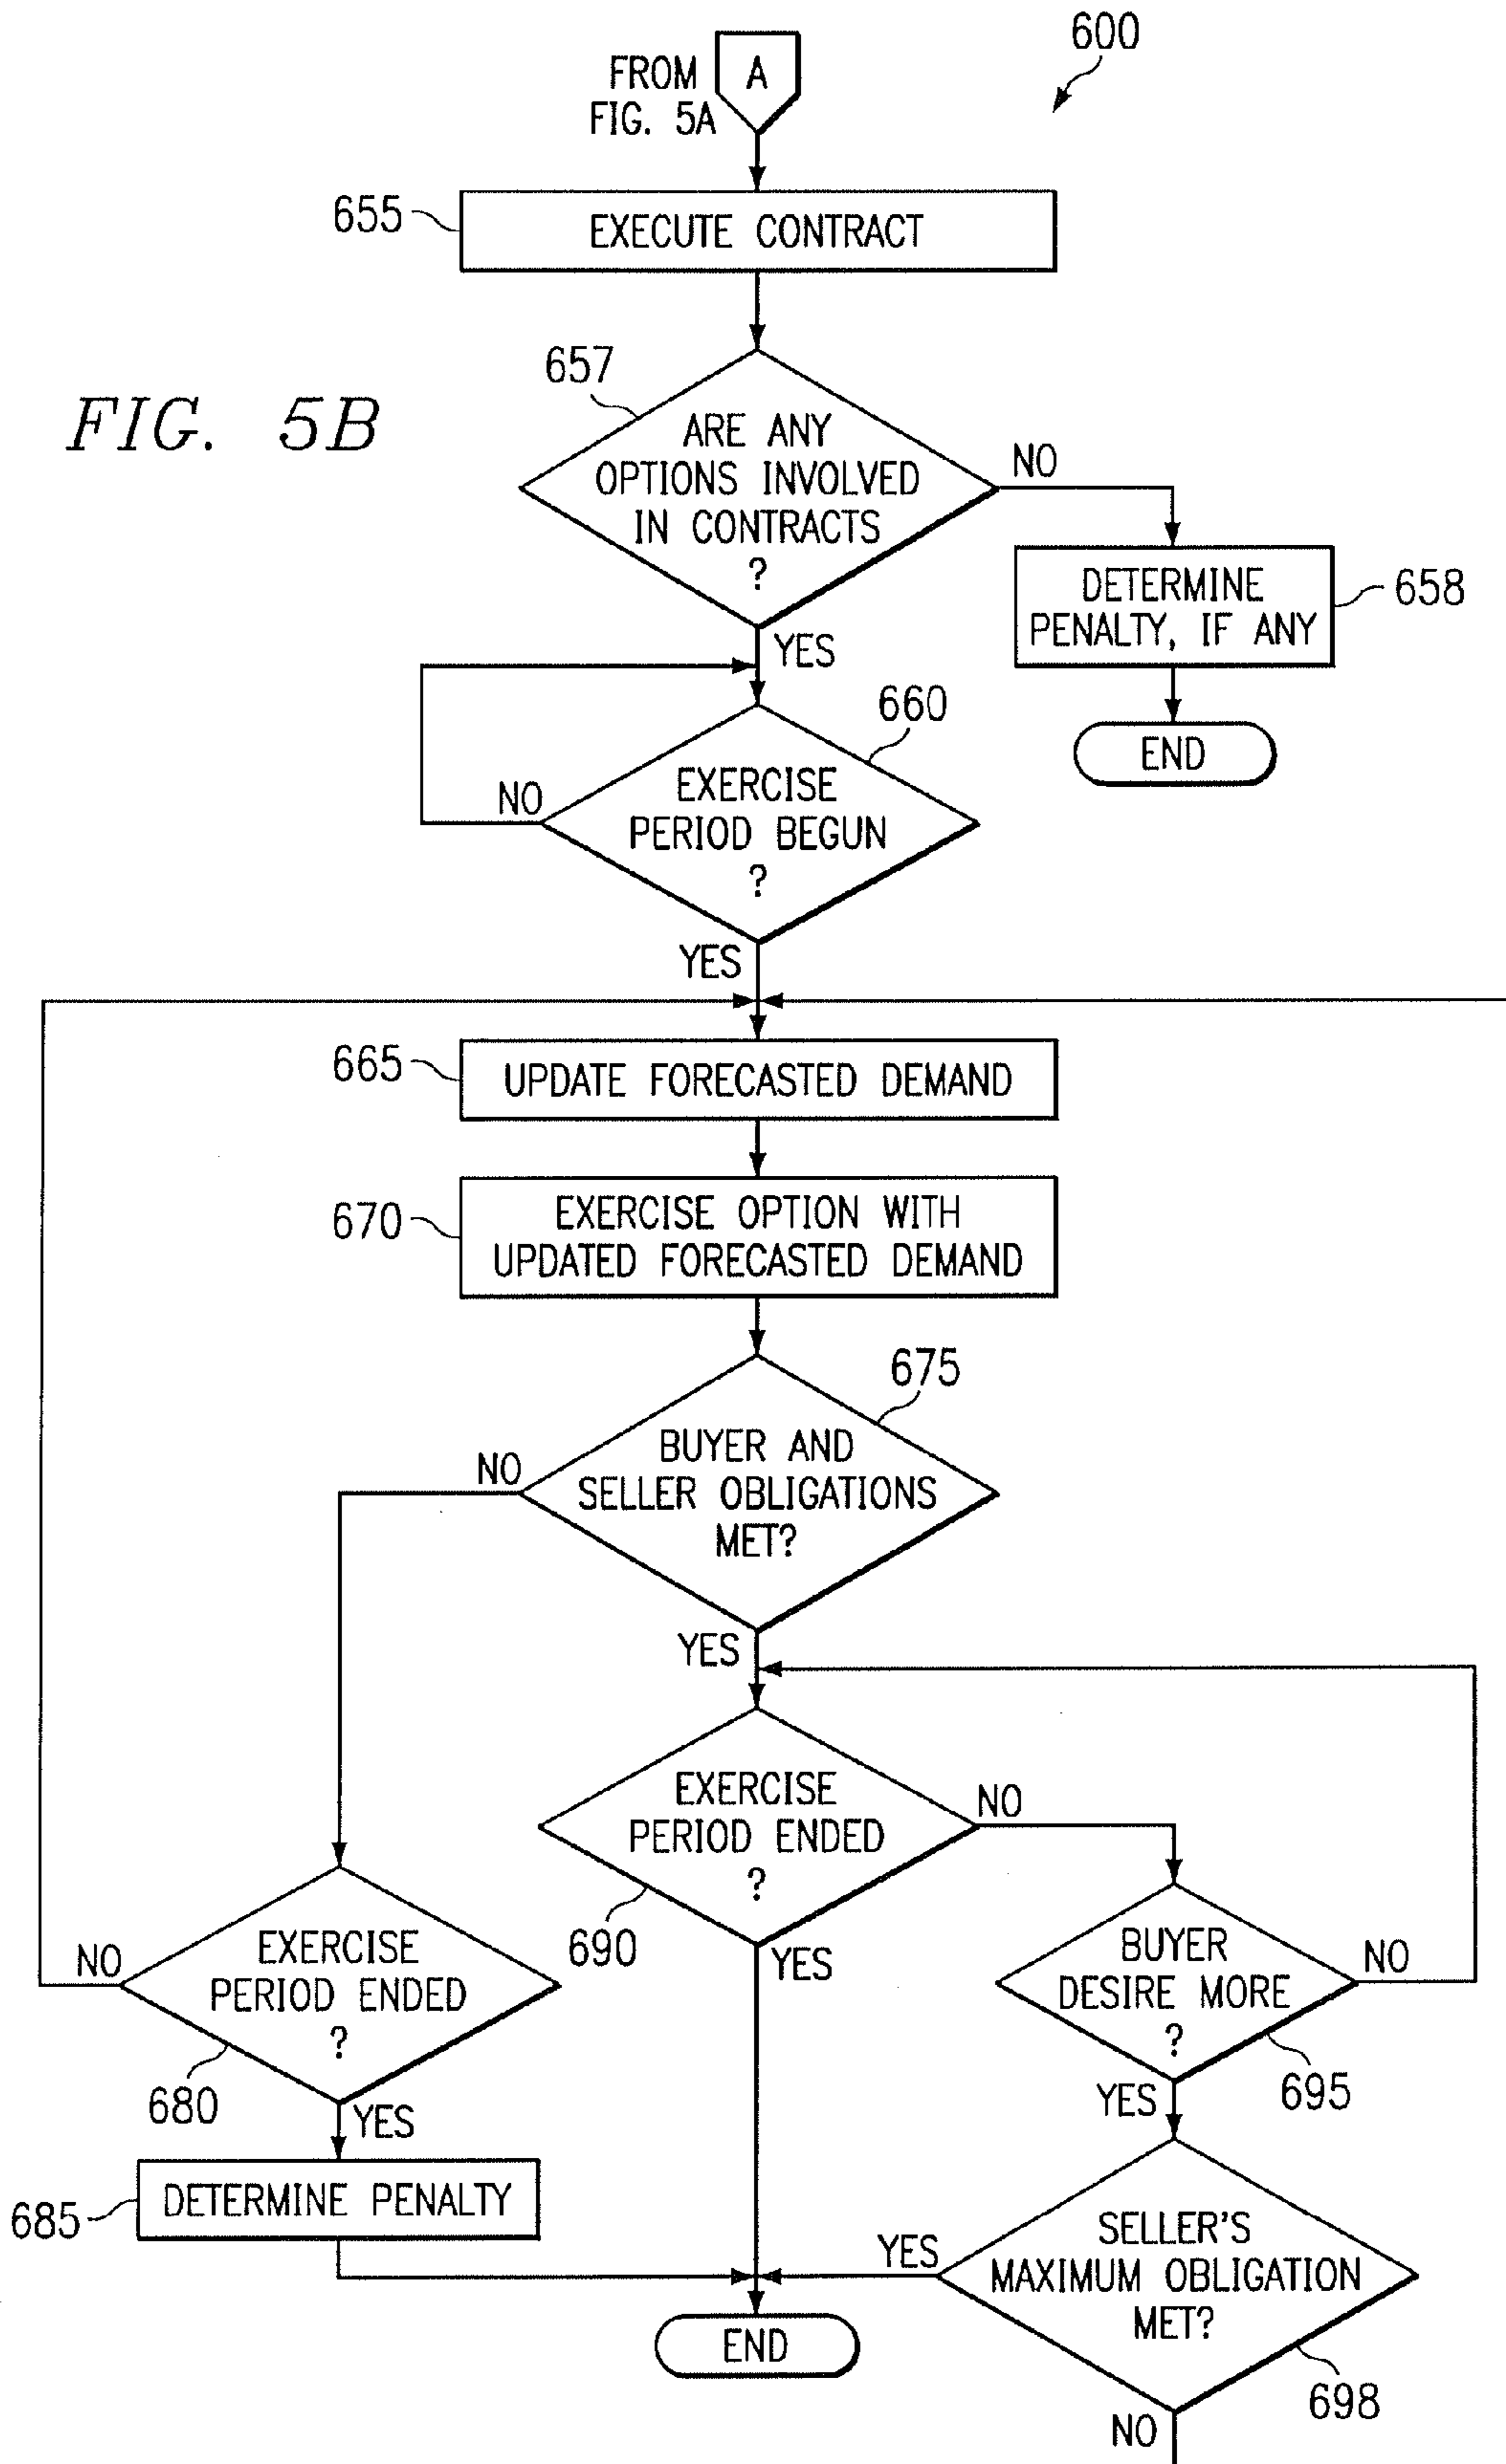 600
FROM
FIG. 5A
A
655
EXECUTE CONTRACT
FIG. 5B
657
ARE ANY
OPTIONS INVOLVED
IN CONTRACTS
?
NO
YES
DETERMINE
PENALTY, IF ANY
658
END
660
EXERCISE
PERIOD BEGUN
?
NO
YES
665
UPDATE FORECASTED DEMAND
670
EXERCISE OPTION WITH
UPDATED FORECASTED DEMAND
675
BUYER AND
SELLER OBLIGATIONS
MET?
NO
YES
EXERCISE
PERIOD ENDED
?
690
NO
YES
EXERCISE
PERIOD ENDED
?
NO
680
YES
BUYER
DESIRE MORE
?
NO
695
YES
685
DETERMINE PENALTY
SELLER'S
MAXIMUM OBLIGATION
MET?
YES
698
NO
END